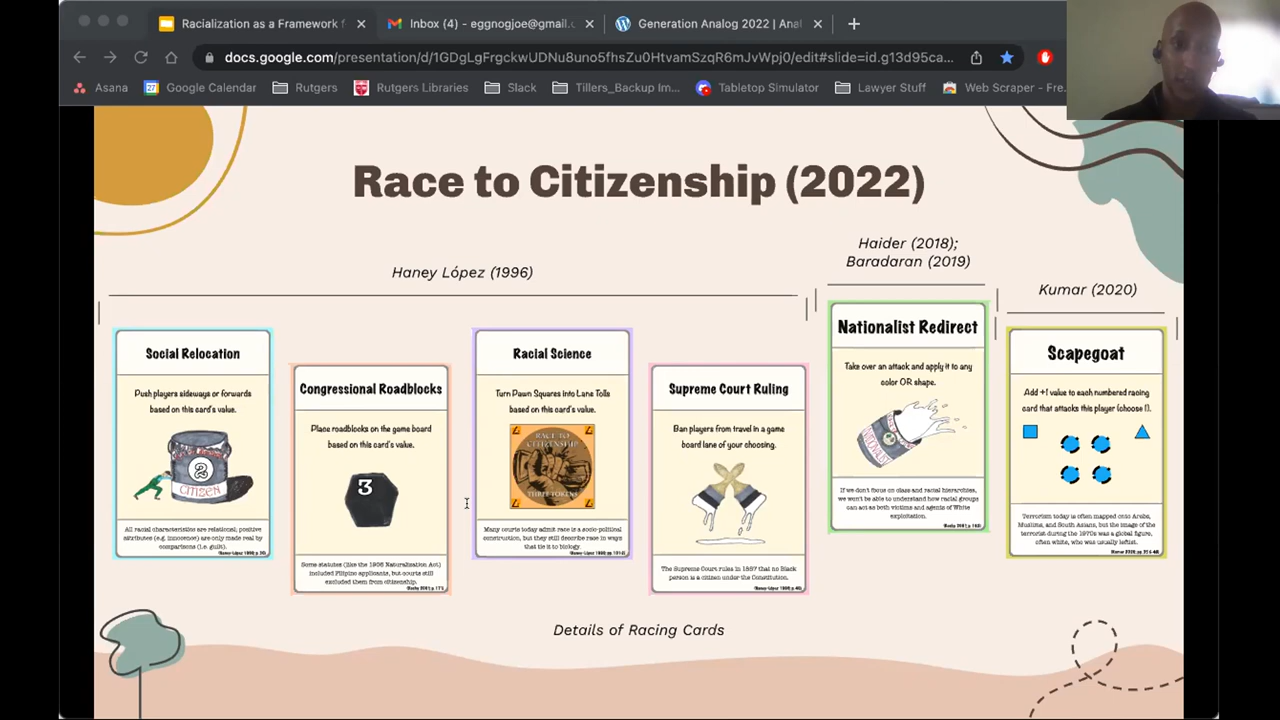 Racialization as a Framework f
Inbox (4) - eggnogjoe@gmail.c
Generation Analog 2022 | Anal
docs.google.com/presentation/d/1GDgLgFrgckwUDNu8uno5fhsZu0HtvamSzqR6mJvWpj0/edit#slide=id.g13d95ca...
Asana
Google Calendar
Rutgers
Rutgers Libraries
Slack
Tillers_Backup Im...
Tabletop Simulator
Lawyer Stuff
Web Scraper - Fre...
Race to Citizenship (2022)
Haney López (1996)
Haider (2018);
Baradaran (2019)
Kumar (2020)
Social Relocation
Push players sideways or forwards
based on this card's value.
2
CITIZEN
All racial characteristics are relational; positive
attributes (e.g. innocence) are only made real by
comparisons (i.e. guilt).
Congressional Roadblocks
Place roadblocks on the game board
based on this card's value.
3
Some statutes (like the 1906 Naturalization Act)
included Filipino applicants, but courts still
excluded them from citizenship.
Racial Science
Turn Pawn Squares into Lane Tolls
based on this card's value.
RACE TO
CITIZENSHIP
THREE TOKENS
Many courts today admit race is a socio-political
construction, but they still describe race in ways
that tie it to biology.
Supreme Court Ruling
Ban players from travel in a game
board lane of your choosing.
The Supreme Court rules in 1857 that no Black
person is a citizen under the Constitution.
Nationalist Redirect
Take over an attack and apply it to any
color OR shape.
NATIONALIST
If we don't focus on class and racial hierarchies,
we won't be able to understand how racial groups
can act as both victims and agents of White
exploitation.
Scapegoat
Add +1 value to each numbered racing
card that attacks this player (choose 1).
Terrorism today is often mapped onto Arabs,
Muslims, and South Asians, but the image of the
terrorist during the 1970s was a global figure,
often white, who was usually leftist.
Details of Racing Cards